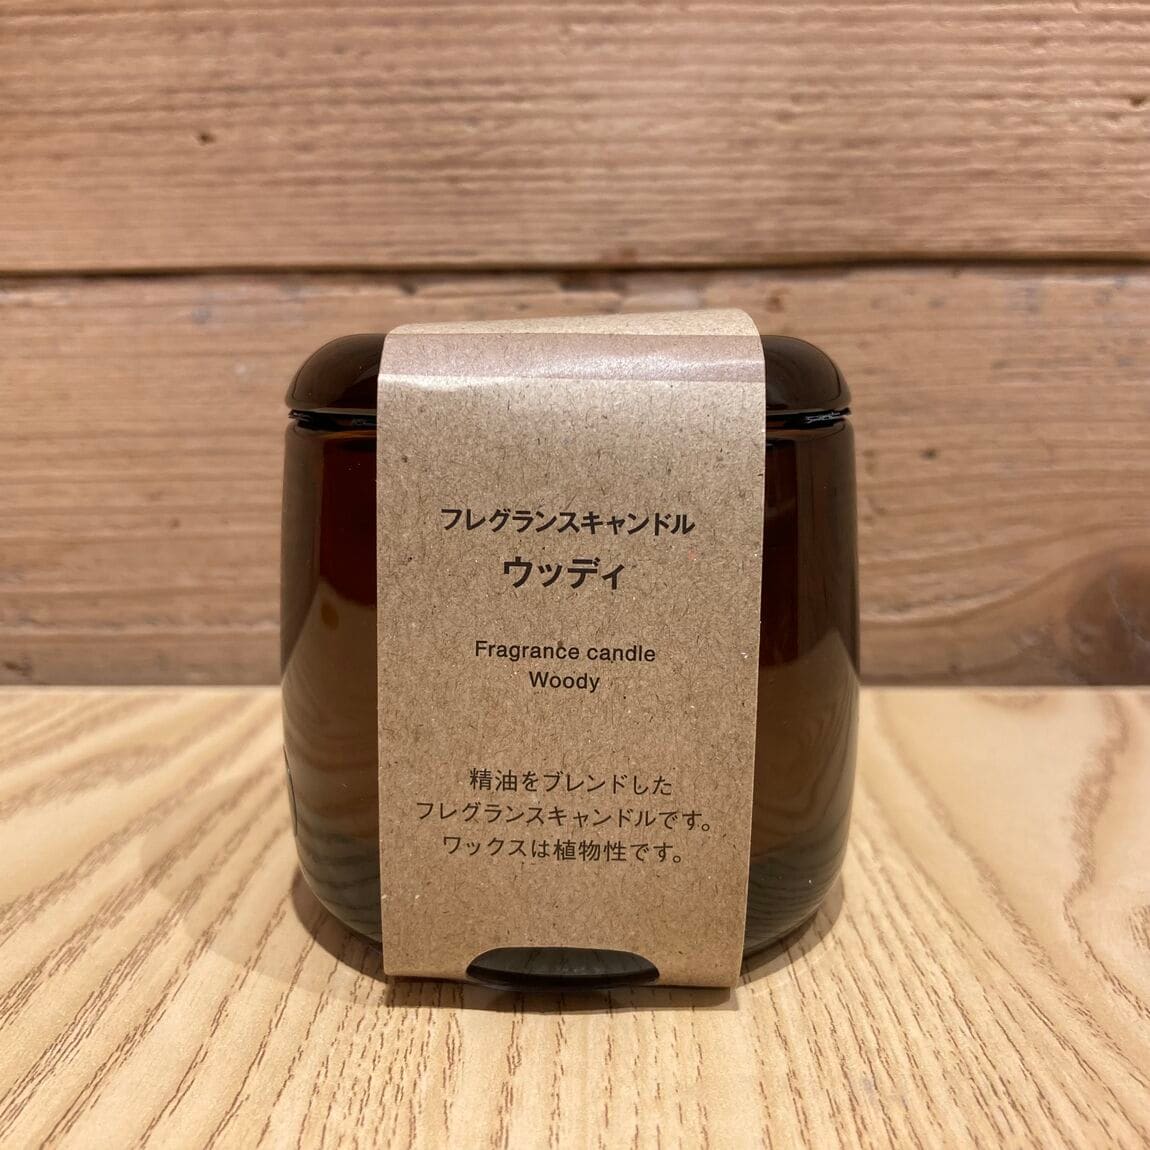 フレグランスキャンドル
ウッディ
Fragrance candle
Woody
精油をブレンドした
フレグランスキャンドルです。
ワックスは植物性です。